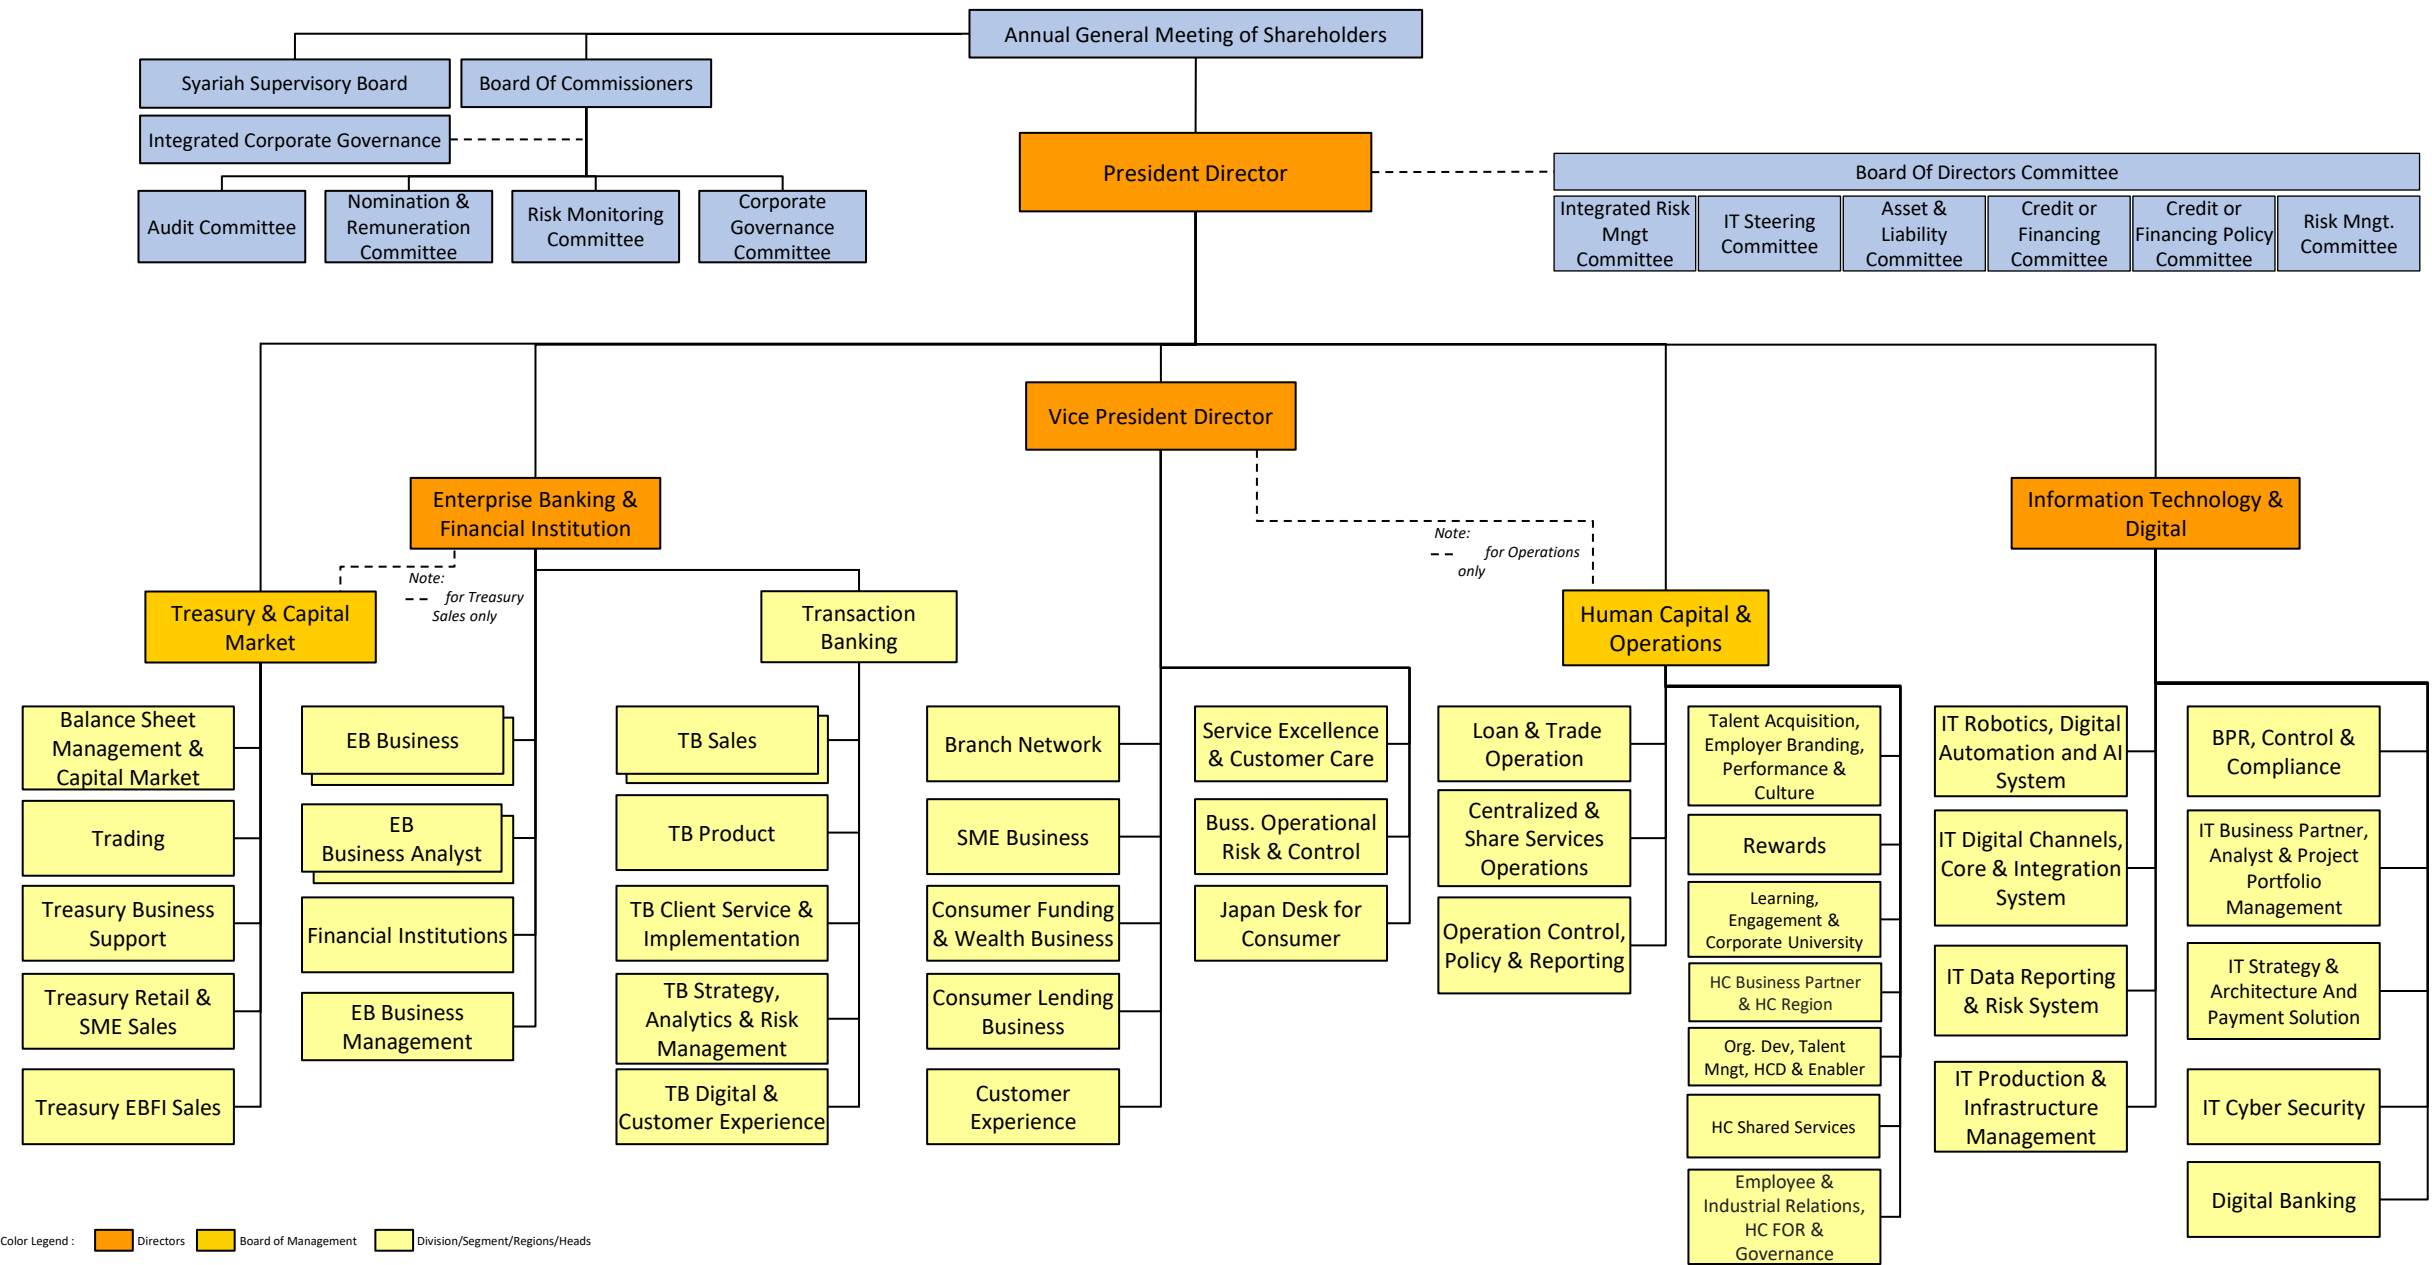 Annual General Meeting of Shareholders
Syariah Supervisory Board
Board Of Commissioners
Integrated Corporate Governance
Audit Committee
Nomination &
Remuneration
Committee
Risk Monitoring
Committee
Corporate
Governance
Committee
President Director
Board Of Directors Committee
Integrated Risk
Mngt
Committee
IT Steering
Committee
Asset &
Liability
Committee
Credit or
Financing
Committee
Credit or
Financing Policy
Committee
Risk Mngt.
Committee
Vice President Director
Enterprise Banking &
Financial Institution
Note:
for Treasury
Sales only
Note:
for Operations
only
Information Technology &
Digital
Treasury & Capital
Market
Transaction
Banking
Human Capital &
Operations
Balance Sheet
Management &
Capital Market
Trading
Treasury Business
Support
Treasury Retail &
SME Sales
Treasury EBFI Sales
EB Business
EB
Business Analyst
Financial Institutions
EB Business
Management
TB Sales
TB Product
TB Client Service &
Implementation
TB Strategy,
Analytics & Risk
Management
TB Digital &
Customer Experience
Branch Network
SME Business
Consumer Funding
& Wealth Business
Consumer Lending
Business
Customer
Experience
Service Excellence
& Customer Care
Buss. Operational
Risk & Control
Japan Desk for
Consumer
Loan & Trade
Operation
Centralized &
Share Services
Operations
Operation Control,
Policy & Reporting
Talent Acquisition,
Employer Branding,
Performance &
Culture
Rewards
Learning,
Engagement &
Corporate University
HC Business Partner
& HC Region
Org. Dev, Talent
Mngt, HCD & Enabler
HC Shared Services
Employee &
Industrial Relations,
HC FOR &
Governance
IT Robotics, Digital
Automation and AI
System
IT Digital Channels,
Core & Integration
System
IT Data Reporting
& Risk System
IT Production &
Infrastructure
Management
BPR, Control &
Compliance
IT Business Partner,
Analyst & Project
Portfolio
Management
IT Strategy &
Architecture And
Payment Solution
IT Cyber Security
Digital Banking
Color Legend :
Directors
Board of Management
Division/Segment/Regions/Heads